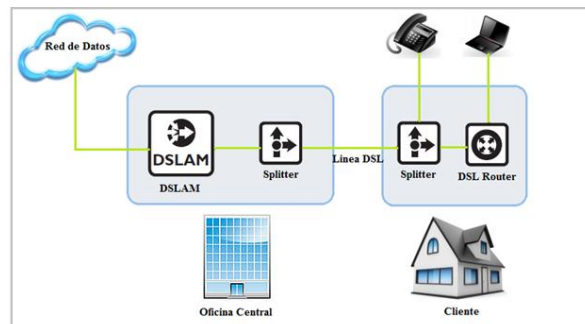 Red de Datos
DSLAM
DSLAM
Splitter
Linea DSL
Splitter
DSL Router
Oficina Central
Cliente